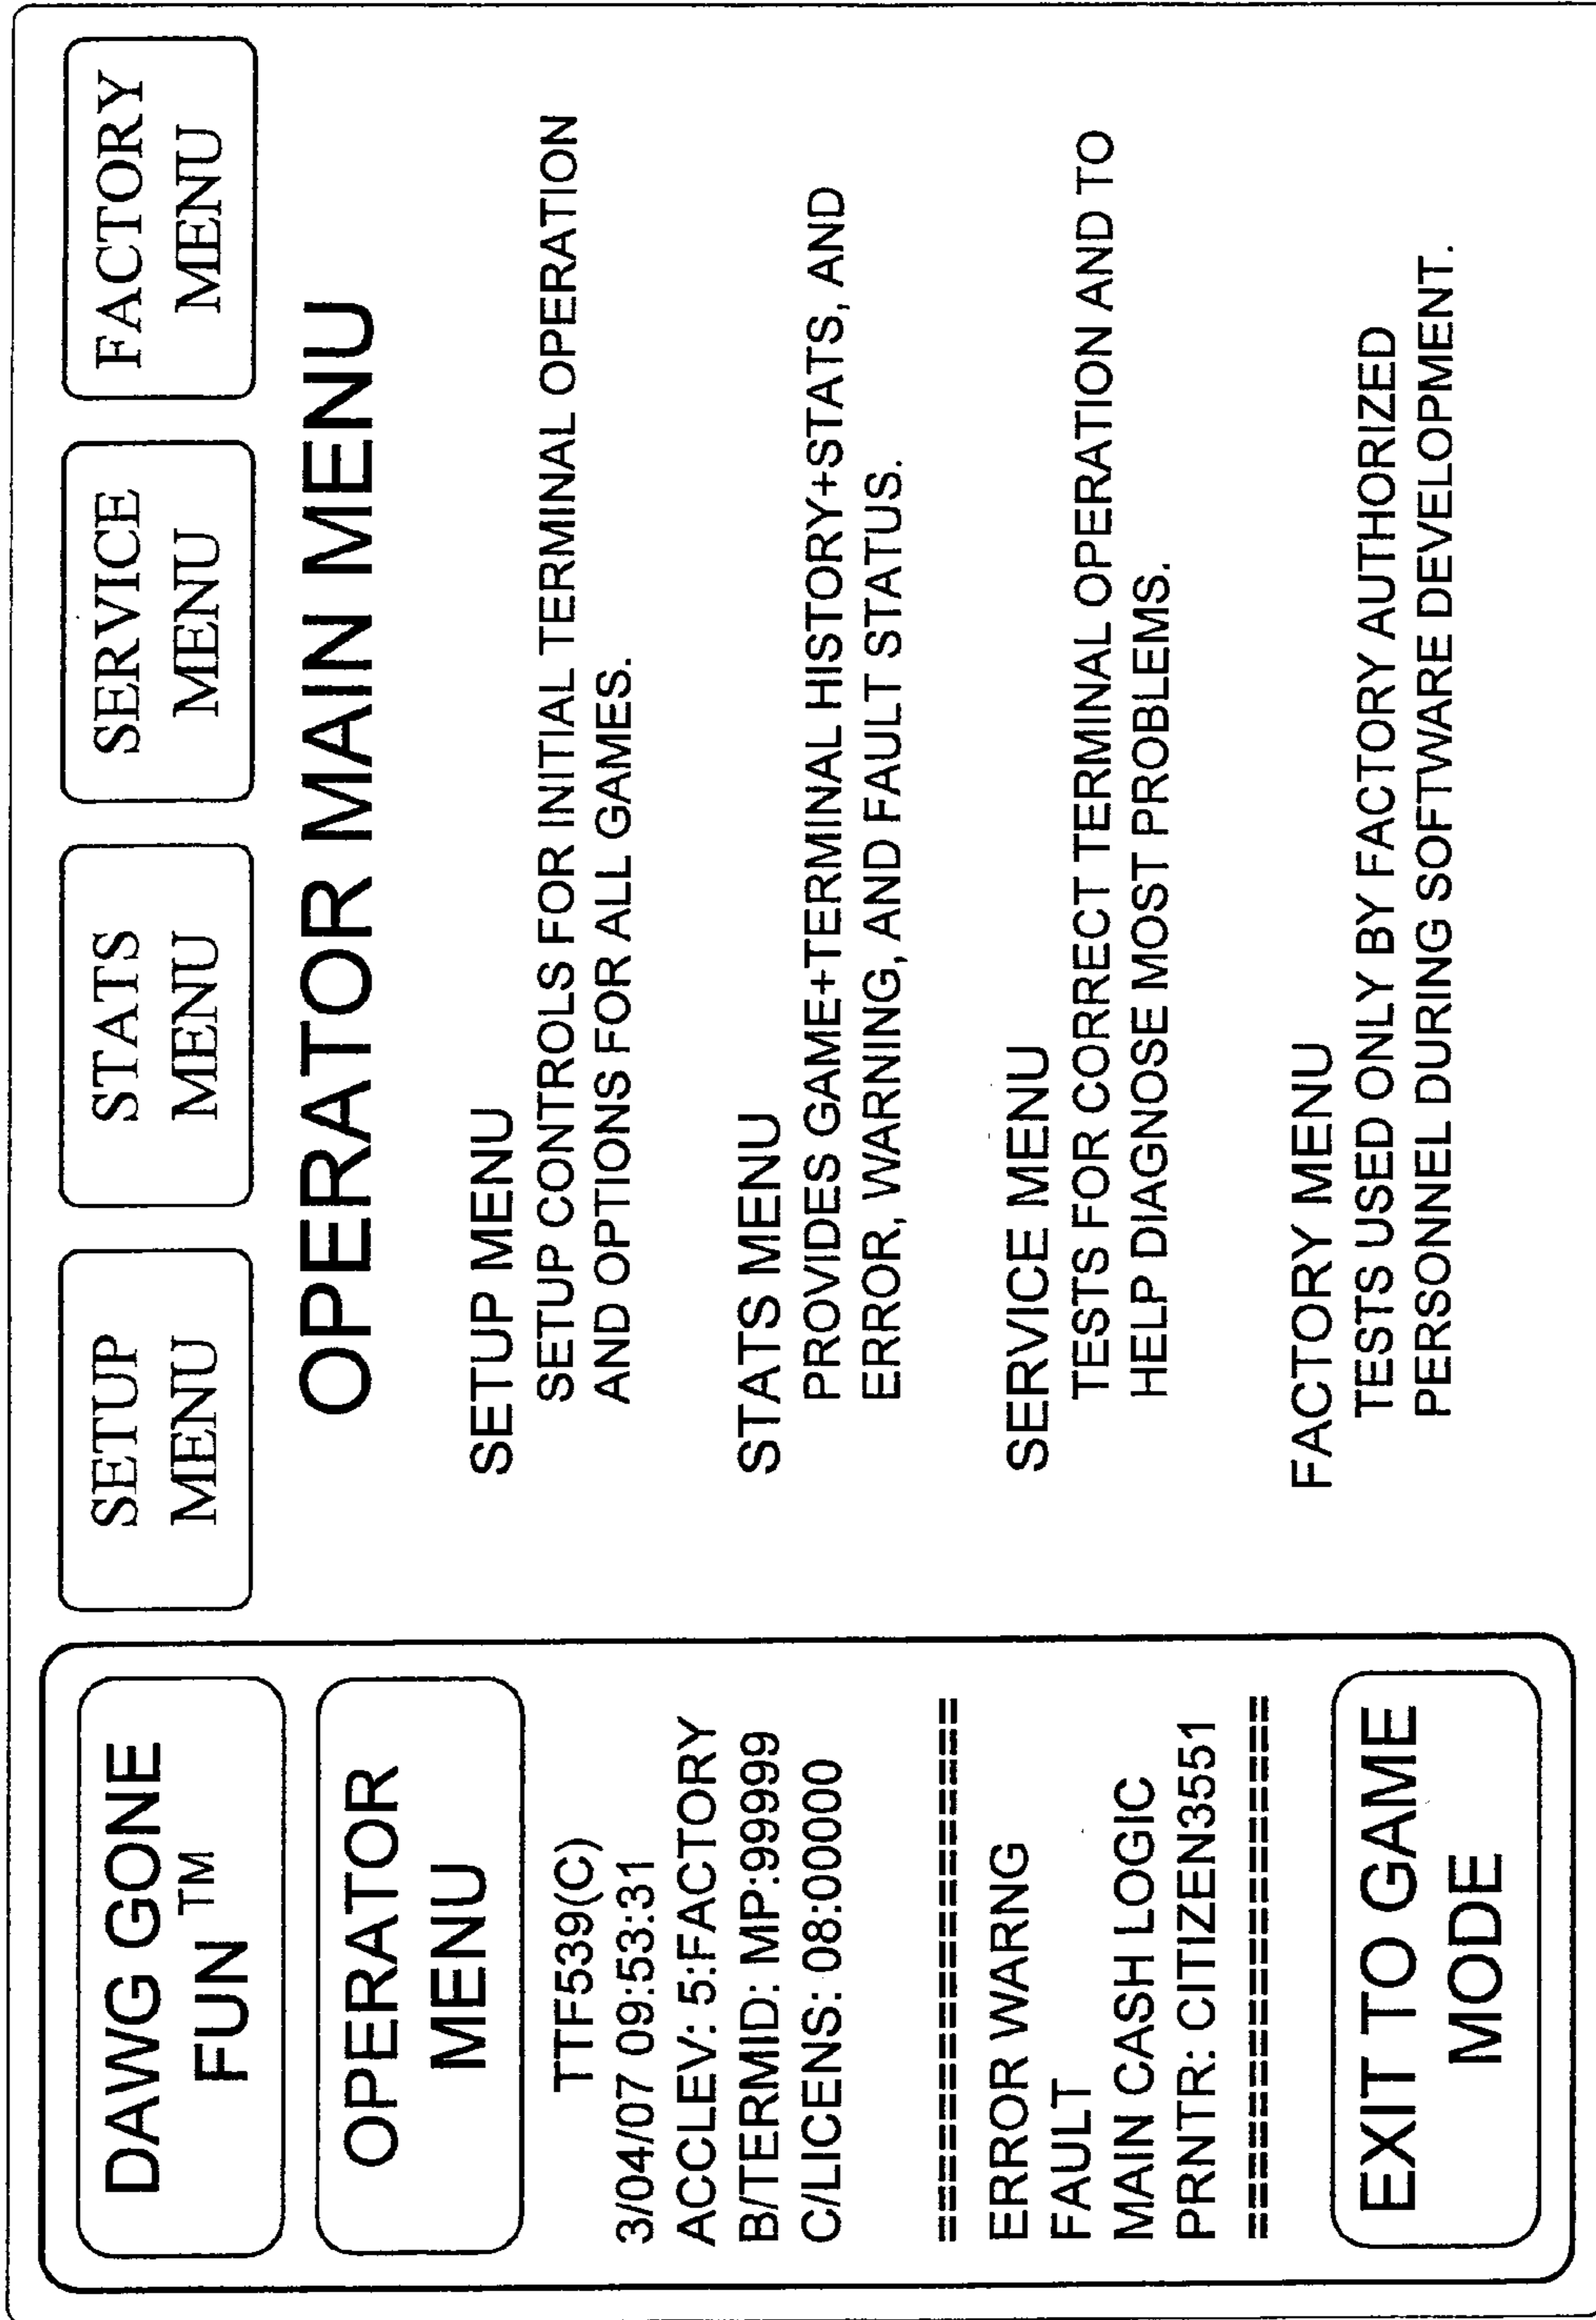 DAWG GONE
FUN ™
OPERATOR
MENU
TTF539(C)
3/04/07 09:53:31
ACCLEV: 5:FACTORY
B/TERMID: MP:99999
C/LICENS: 08:00000
==================
ERROR WARNG
FAULT
MAIN CASH LOGIC
PRNTR: CITIZEN3551
==================
EXIT TO GAME
MODE
SETUP
MENU
STATS
MENU
SERVICE
MENU
FACTORY
MENU
OPERATOR MAIN MENU
SETUP MENU
SETUP CONTROLS FOR INITIAL TERMINAL OPERATION
AND OPTIONS FOR ALL GAMES.
STATS MENU
PROVIDES GAME+TERMINAL HISTORY+STATS, AND
ERROR, WARNING, AND FAULT STATUS.
SERVICE MENU
TESTS FOR CORRECT TERMINAL OPERATION AND TO
HELP DIAGNOSE MOST PROBLEMS.
FACTORY MENU
TESTS USED ONLY BY FACTORY AUTHORIZED
PERSONNEL DURING SOFTWARE DEVELOPMENT.